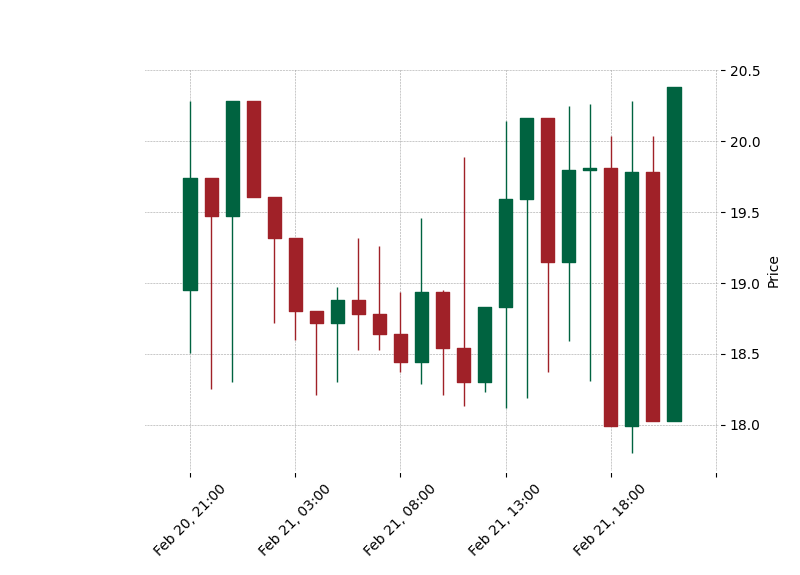 20.5
20.0
19.5
19.0
18.5
18.0
Price
Feb 20, 21:00
Feb 21, 03:00
Feb 21, 08:00
Feb 21, 13:00
Feb 21, 18:00